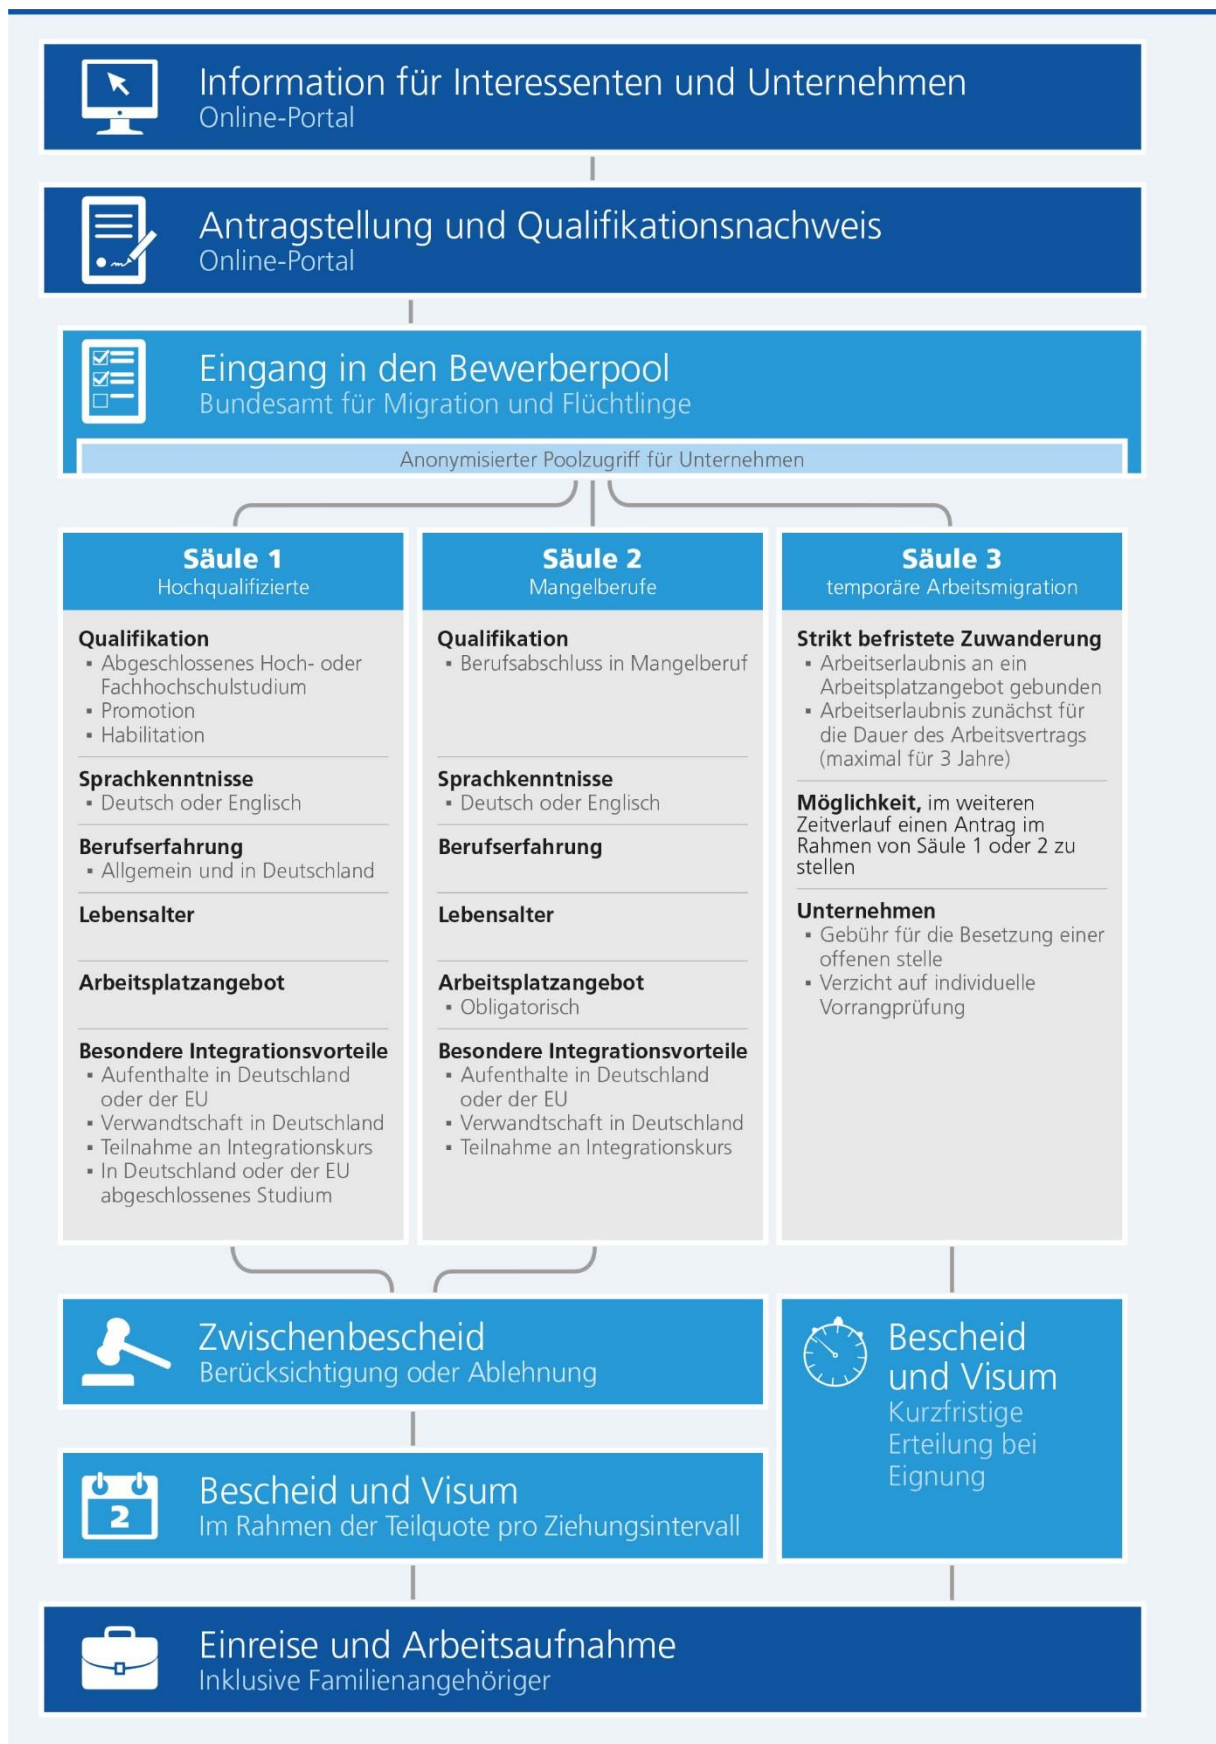 Information für Interessenten und Unternehmen
Online-Portal
Antragstellung und Qualifikationsnachweis
Online-Portal
Eingang in den Bewerberpool
Bundesamt für Migration und Flüchtlinge
Anonymisierter Poolzugriff für Unternehmen
Säule 1
Hochqualifizierte
Qualifikation
▪ Abgeschlossenes Hoch- oder
Fachhochschulstudium
▪ Promotion
▪ Habilitation
Sprachkenntnisse
▪ Deutsch oder Englisch
Berufserfahrung
▪ Allgemein und in Deutschland
Lebensalter
Arbeitsplatzangebot
Besondere Integrationsvorteile
▪ Aufenthalte in Deutschland
oder der EU
▪ Verwandtschaft in Deutschland
▪ Teilnahme an Integrationskurs
▪ In Deutschland oder der EU
abgeschlossenes Studium
Säule 2
Mangelberufe
Qualifikation
▪ Berufsabschluss in Mangelberuf
Sprachkenntnisse
▪ Deutsch oder Englisch
Berufserfahrung
Lebensalter
Arbeitsplatzangebot
▪ Obligatorisch
Besondere Integrationsvorteile
▪ Aufenthalte in Deutschland
oder der EU
▪ Verwandtschaft in Deutschland
▪ Teilnahme an Integrationskurs
Säule 3
temporäre Arbeitsmigration
Strikt befristete Zuwanderung
▪ Arbeitserlaubnis an ein
Arbeitsplatzangebot gebunden
▪ Arbeitserlaubnis zunächst für
die Dauer des Arbeitsvertrags
(maximal für 3 Jahre)
Möglichkeit, im weiteren
Zeitverlauf einen Antrag im
Rahmen von Säule 1 oder 2 zu
stellen
Unternehmen
▪ Gebühr für die Besetzung einer
offenen stelle
▪ Verzicht auf individuelle
Vorrangprüfung
Zwischenbescheid
Berücksichtigung oder Ablehnung
2
Bescheid und Visum
Im Rahmen der Teilquote pro Ziehungsintervall
Bescheid
und Visum
Kurzfristige
Erteilung bei
Eignung
Einreise und Arbeitsaufnahme
Inklusive Familienangehöriger